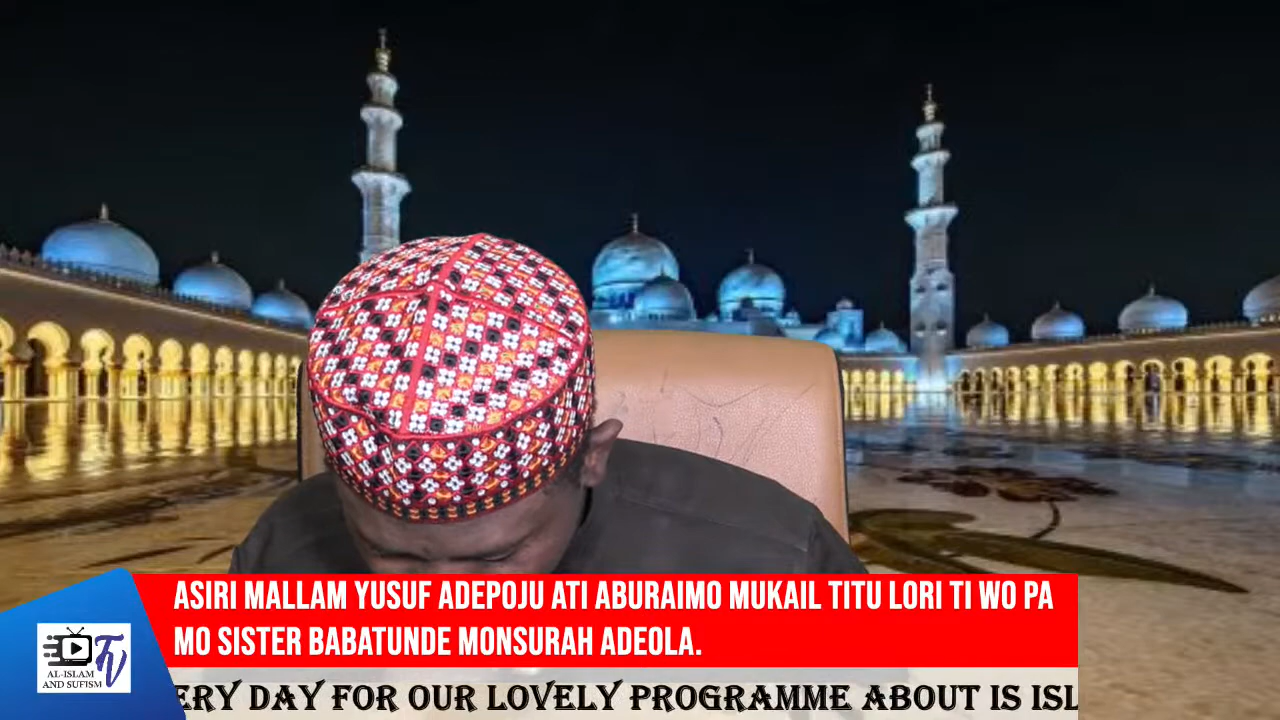 ASIRI MALLAM YUSUF ADEPOJU ATI ABURAIMO MUKAIL TITU LORI TI WO PA
MO SISTER BABATUNDE MONSURAH ADEOLA.
TV
AL-ISLAM
AND SUFISM
ERY DAY FOR OUR LOVELY PROGRAMME ABOUT IS ISL